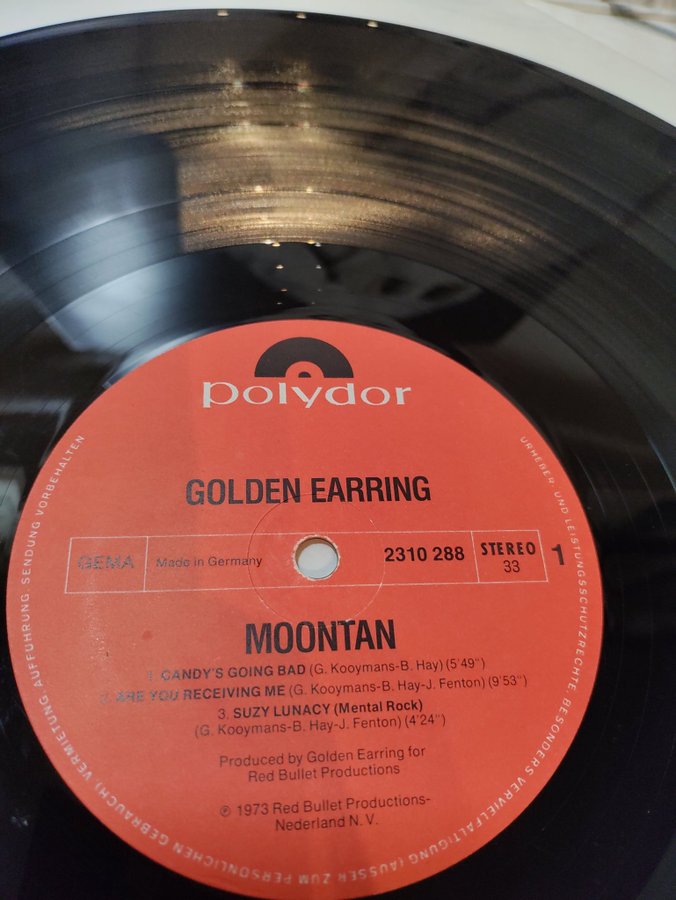 polydor
GOLDEN EARRING
GEMA
Made in Germany
2310 288
STEREO
33
1
MOONTAN
1. CANDY'S GOING BAD (G. Kooymans-B. Hay) (5'49")
2. ARE YOU RECEIVING ME (G. Kooymans-B. Hay-J. Fenton) (9'53")
3. SUZY LUNACY (Mental Rock)
(G. Kooymans-B. Hay-J. Fenton) (4'24")
Produced by Golden Earring for
Red Bullet Productions
℗ 1973 Red Bullet Productions-
Nederland N.V.
URHEBER- UND LEISTUNGSSCHUTZRECHTE, BESONDERS VERVIELFÄLTIGUNG (AUSSER ZUM PERSÖNLICHEN GEBRAUCH), VERMIETUNG, AUFFÜHRUNG, SENDUNG VORBEHALTEN